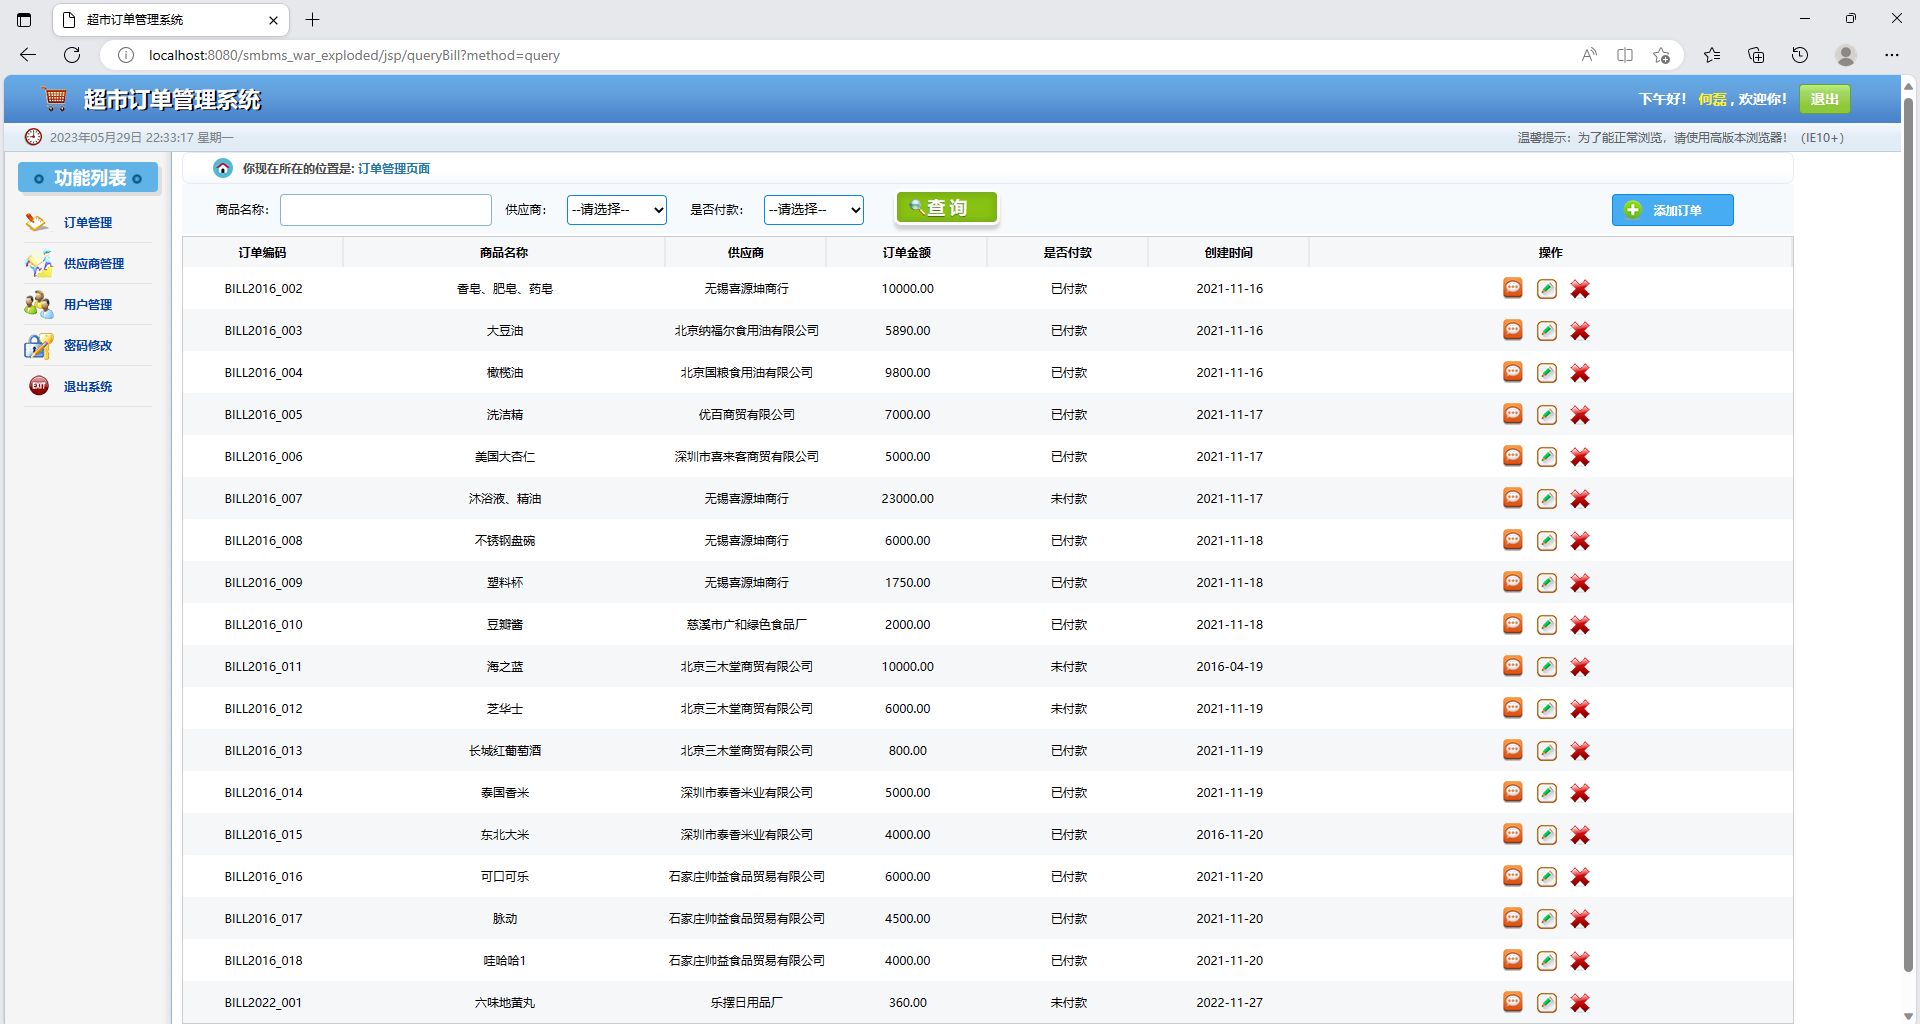 超市订单管理系统
localhost:8080/smbms_war_exploded/jsp/queryBill?method=query
超市订单管理系统
下午好！ 何磊 , 欢迎你！ 退出
2023年05月29日 22:33:17 星期一
温馨提示：为了能正常浏览，请使用高版本浏览器！（IE10+）
功能列表
订单管理
供应商管理
用户管理
密码修改
EXIT 退出系统
你现在所在的位置是: 订单管理页面
商品名称： 供应商： --请选择-- 是否付款： --请选择-- 查 询 添加订单
订单编码 商品名称 供应商 订单金额 是否付款 创建时间 操作
BILL2016_002 香皂、肥皂、药皂 无锡喜源坤商行 10000.00 已付款 2021-11-16
BILL2016_003 大豆油 北京纳福尔食用油有限公司 5890.00 已付款 2021-11-16
BILL2016_004 橄榄油 北京国粮食用油有限公司 9800.00 已付款 2021-11-16
BILL2016_005 洗洁精 优百商贸有限公司 7000.00 已付款 2021-11-17
BILL2016_006 美国大杏仁 深圳市喜来客商贸有限公司 5000.00 已付款 2021-11-17
BILL2016_007 沐浴液、精油 无锡喜源坤商行 23000.00 未付款 2021-11-17
BILL2016_008 不锈钢盘碗 无锡喜源坤商行 6000.00 已付款 2021-11-18
BILL2016_009 塑料杯 无锡喜源坤商行 1750.00 已付款 2021-11-18
BILL2016_010 豆瓣酱 慈溪市广和绿色食品厂 2000.00 已付款 2021-11-18
BILL2016_011 海之蓝 北京三木堂商贸有限公司 10000.00 未付款 2016-04-19
BILL2016_012 芝华士 北京三木堂商贸有限公司 6000.00 未付款 2021-11-19
BILL2016_013 长城红葡萄酒 北京三木堂商贸有限公司 800.00 已付款 2021-11-19
BILL2016_014 泰国香米 深圳市泰香米业有限公司 5000.00 已付款 2021-11-19
BILL2016_015 东北大米 深圳市泰香米业有限公司 4000.00 已付款 2016-11-20
BILL2016_016 可口可乐 石家庄帅益食品贸易有限公司 6000.00 已付款 2021-11-20
BILL2016_017 脉动 石家庄帅益食品贸易有限公司 4500.00 已付款 2021-11-20
BILL2016_018 哇哈哈1 石家庄帅益食品贸易有限公司 4000.00 已付款 2021-11-20
BILL2022_001 六味地黄丸 乐摆日用品厂 360.00 未付款 2022-11-27